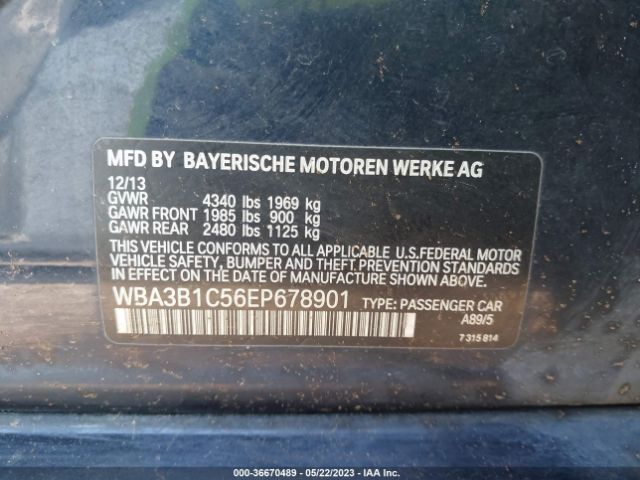 MFD BY BAYERISCHE MOTOREN WERKE AG
12/13
GVWR 4340 lbs 1969 kg
GAWR FRONT 1985 lbs 900 kg
GAWR REAR 2480 lbs 1125 kg
THIS VEHICLE CONFORMS TO ALL APPLICABLE U.S.FEDERAL MOTOR
VEHICLE SAFETY, BUMPER AND THEFT PREVENTION STANDARDS
IN EFFECT ON THE DATE OF MANUFACTURE SHOWN ABOVE.
WBA3B1C56EP678901 TYPE: PASSENGER CAR
A89/5
7 315 814
000-36670489 - 05/22/2023 - IAA Inc.